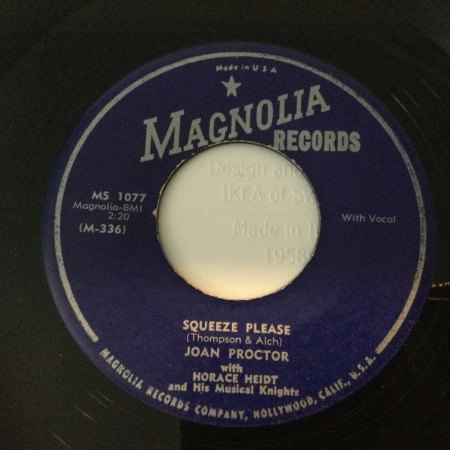 Made in U S A
MAGNOLIA
RECORDS
MS 1077
Magnolia-BMI
2:20
(M-336)
With Vocal
Design an
IKEA of Sw
Made in
1958
SQUEEZE PLEASE
(Thompson & Alch)
JOAN PROCTOR
with
HORACE HEIDT
and His Musical Knights
MAGNOLIA RECORDS COMPANY, HOLLYWOOD, CALIF., U.S.A.